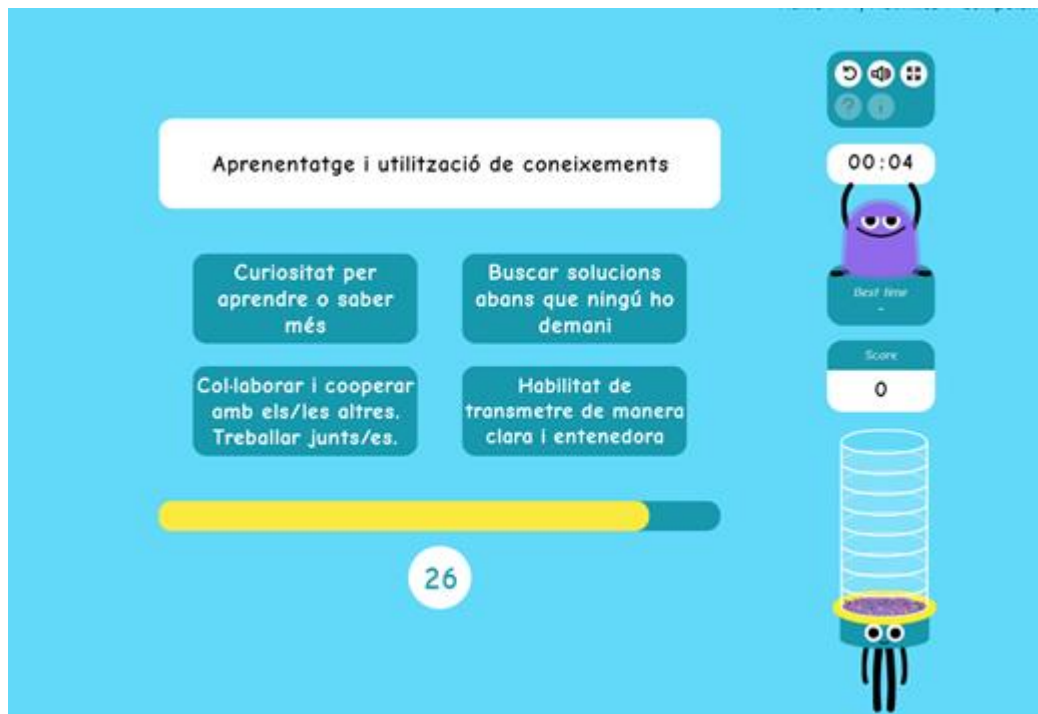 Aprenentatge i utilització de coneixements
Curiositat per
aprendre o saber
més
Buscar solucions
abans que ningú ho
demani
Col·laborar i cooperar
amb els/les altres.
Treballar junts/es.
Habilitat de
transmetre de manera
clara i entenedora
26
00:04
Best time
-
Score
0